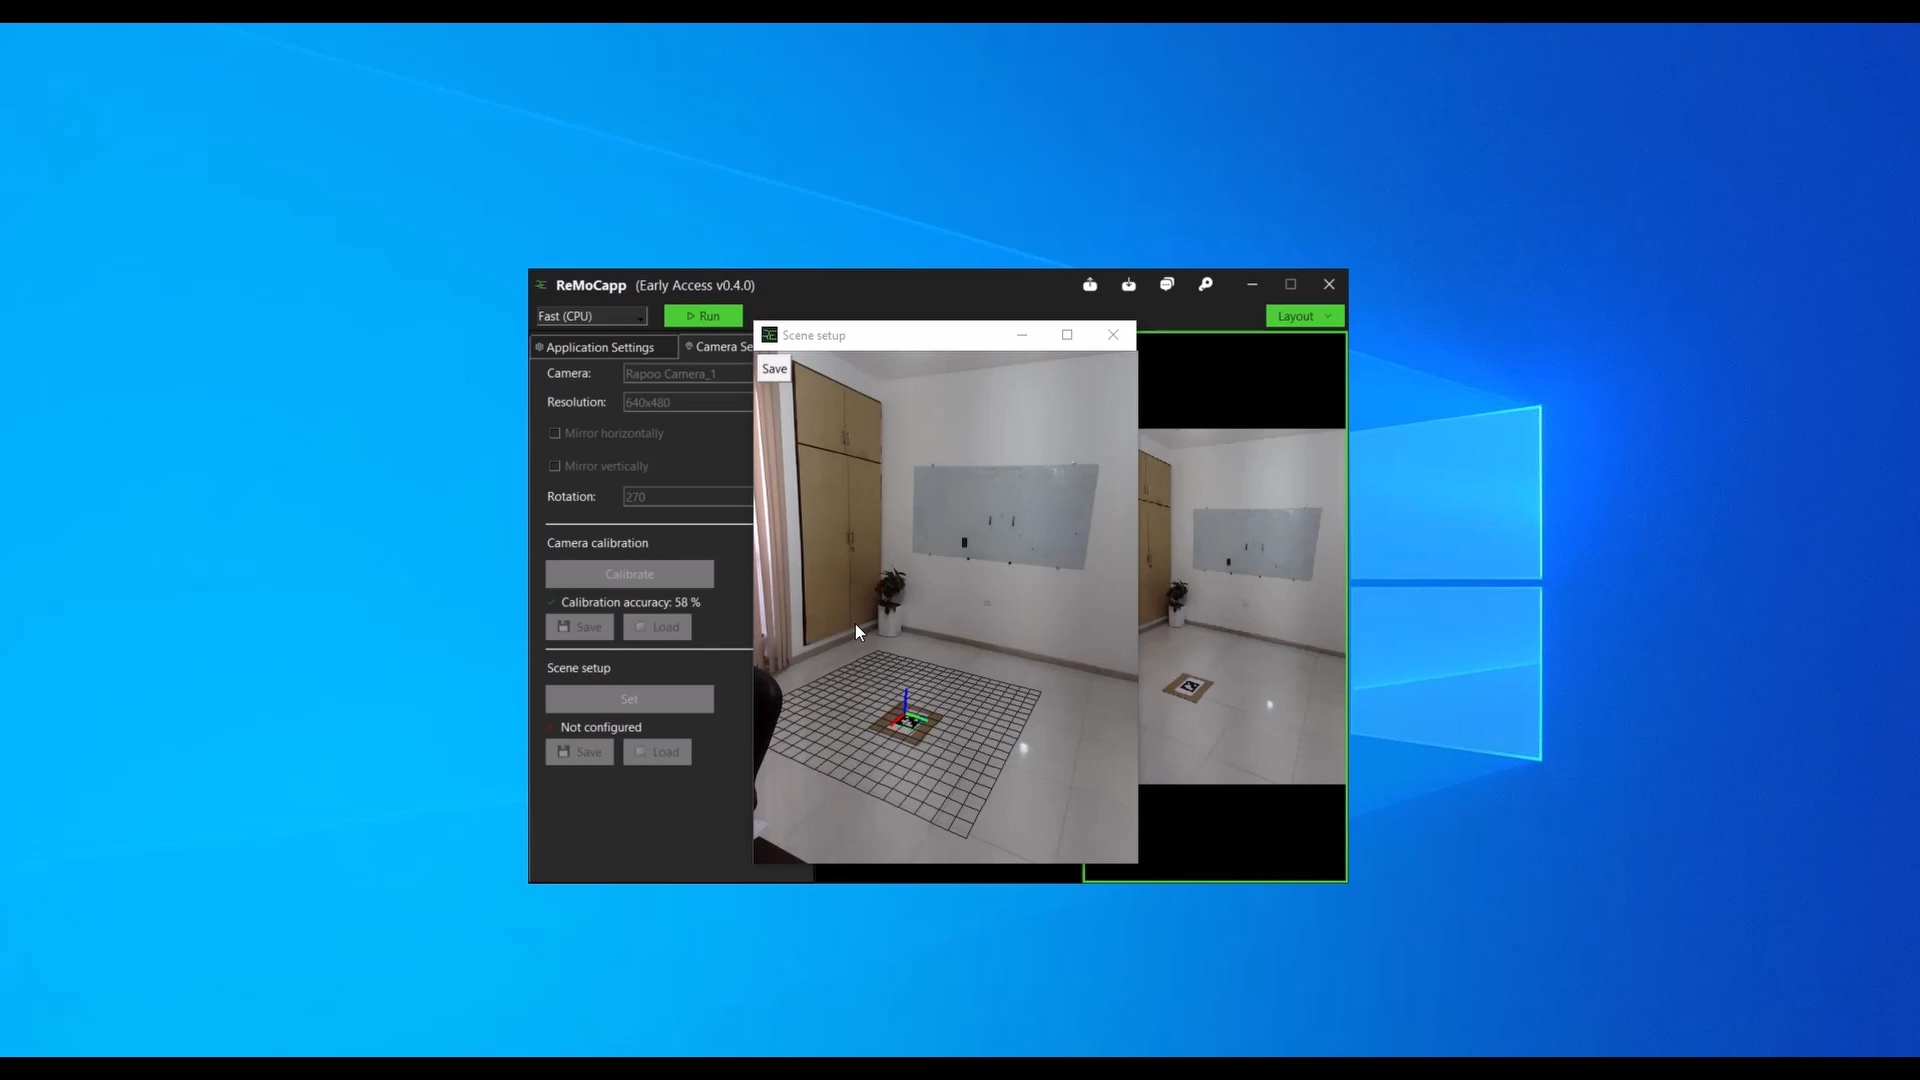 ReMoCapp (Early Access v0.4.0)
Fast (CPU)
Run
Layout
Application Settings
Camera Se
Scene setup
Save
Camera:
Rapoo Camera_1
Resolution:
640x480
Mirror horizontally
Mirror vertically
Rotation:
270
Camera calibration
Calibrate
Calibration accuracy: 58 %
Save
Load
Scene setup
Set
Not configured
Save
Load